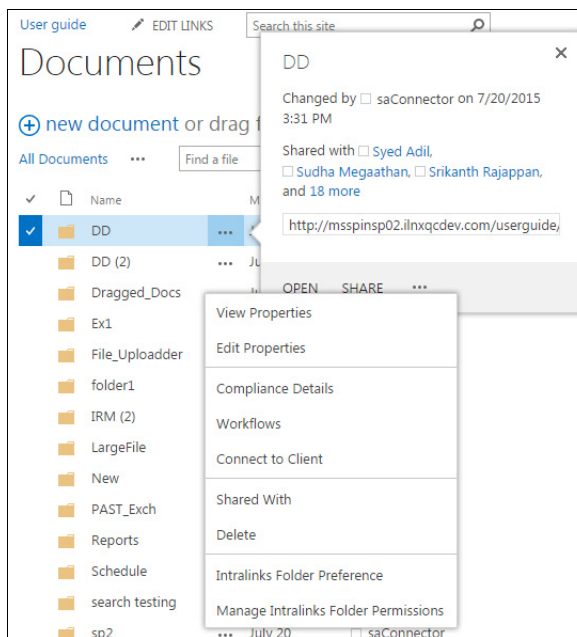 User guide EDIT LINKS Search this site
Documents
DD
Changed by saConnector on 7/20/2015
3:31 PM
Shared with Syed Adil,
Sudha Megaathan, Srikanth Rajappan,
and 18 more
http://msspinsp02.ilnxqcdev.com/userguide/
OPEN SHARE ...
new document or drag f
All Documents ... Find a file
Name M
DD ...
DD (2) ... Ju
Dragged_Docs
Ex1
File_Uploadder
folder1
IRM (2)
LargeFile
New
PAST_Exch
Reports
Schedule
search testing
sp2 ... July 20 saConnector
View Properties
Edit Properties
Compliance Details
Workflows
Connect to Client
Shared With
Delete
Intralinks Folder Preference
Manage Intralinks Folder Permissions